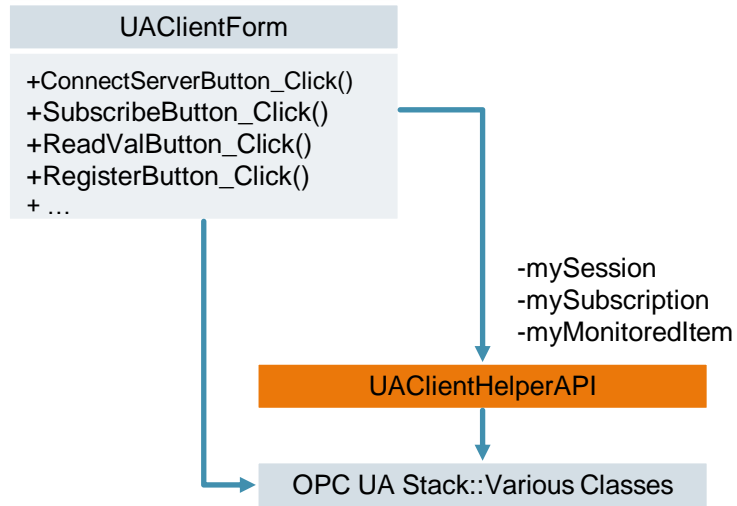 UAClientForm
+ConnectServerButton_Click()
+SubscribeButton_Click()
+ReadValButton_Click()
+RegisterButton_Click()
+ …
-mySession
-mySubscription
-myMonitoredItem
UAClientHelperAPI
OPC UA Stack::Various Classes